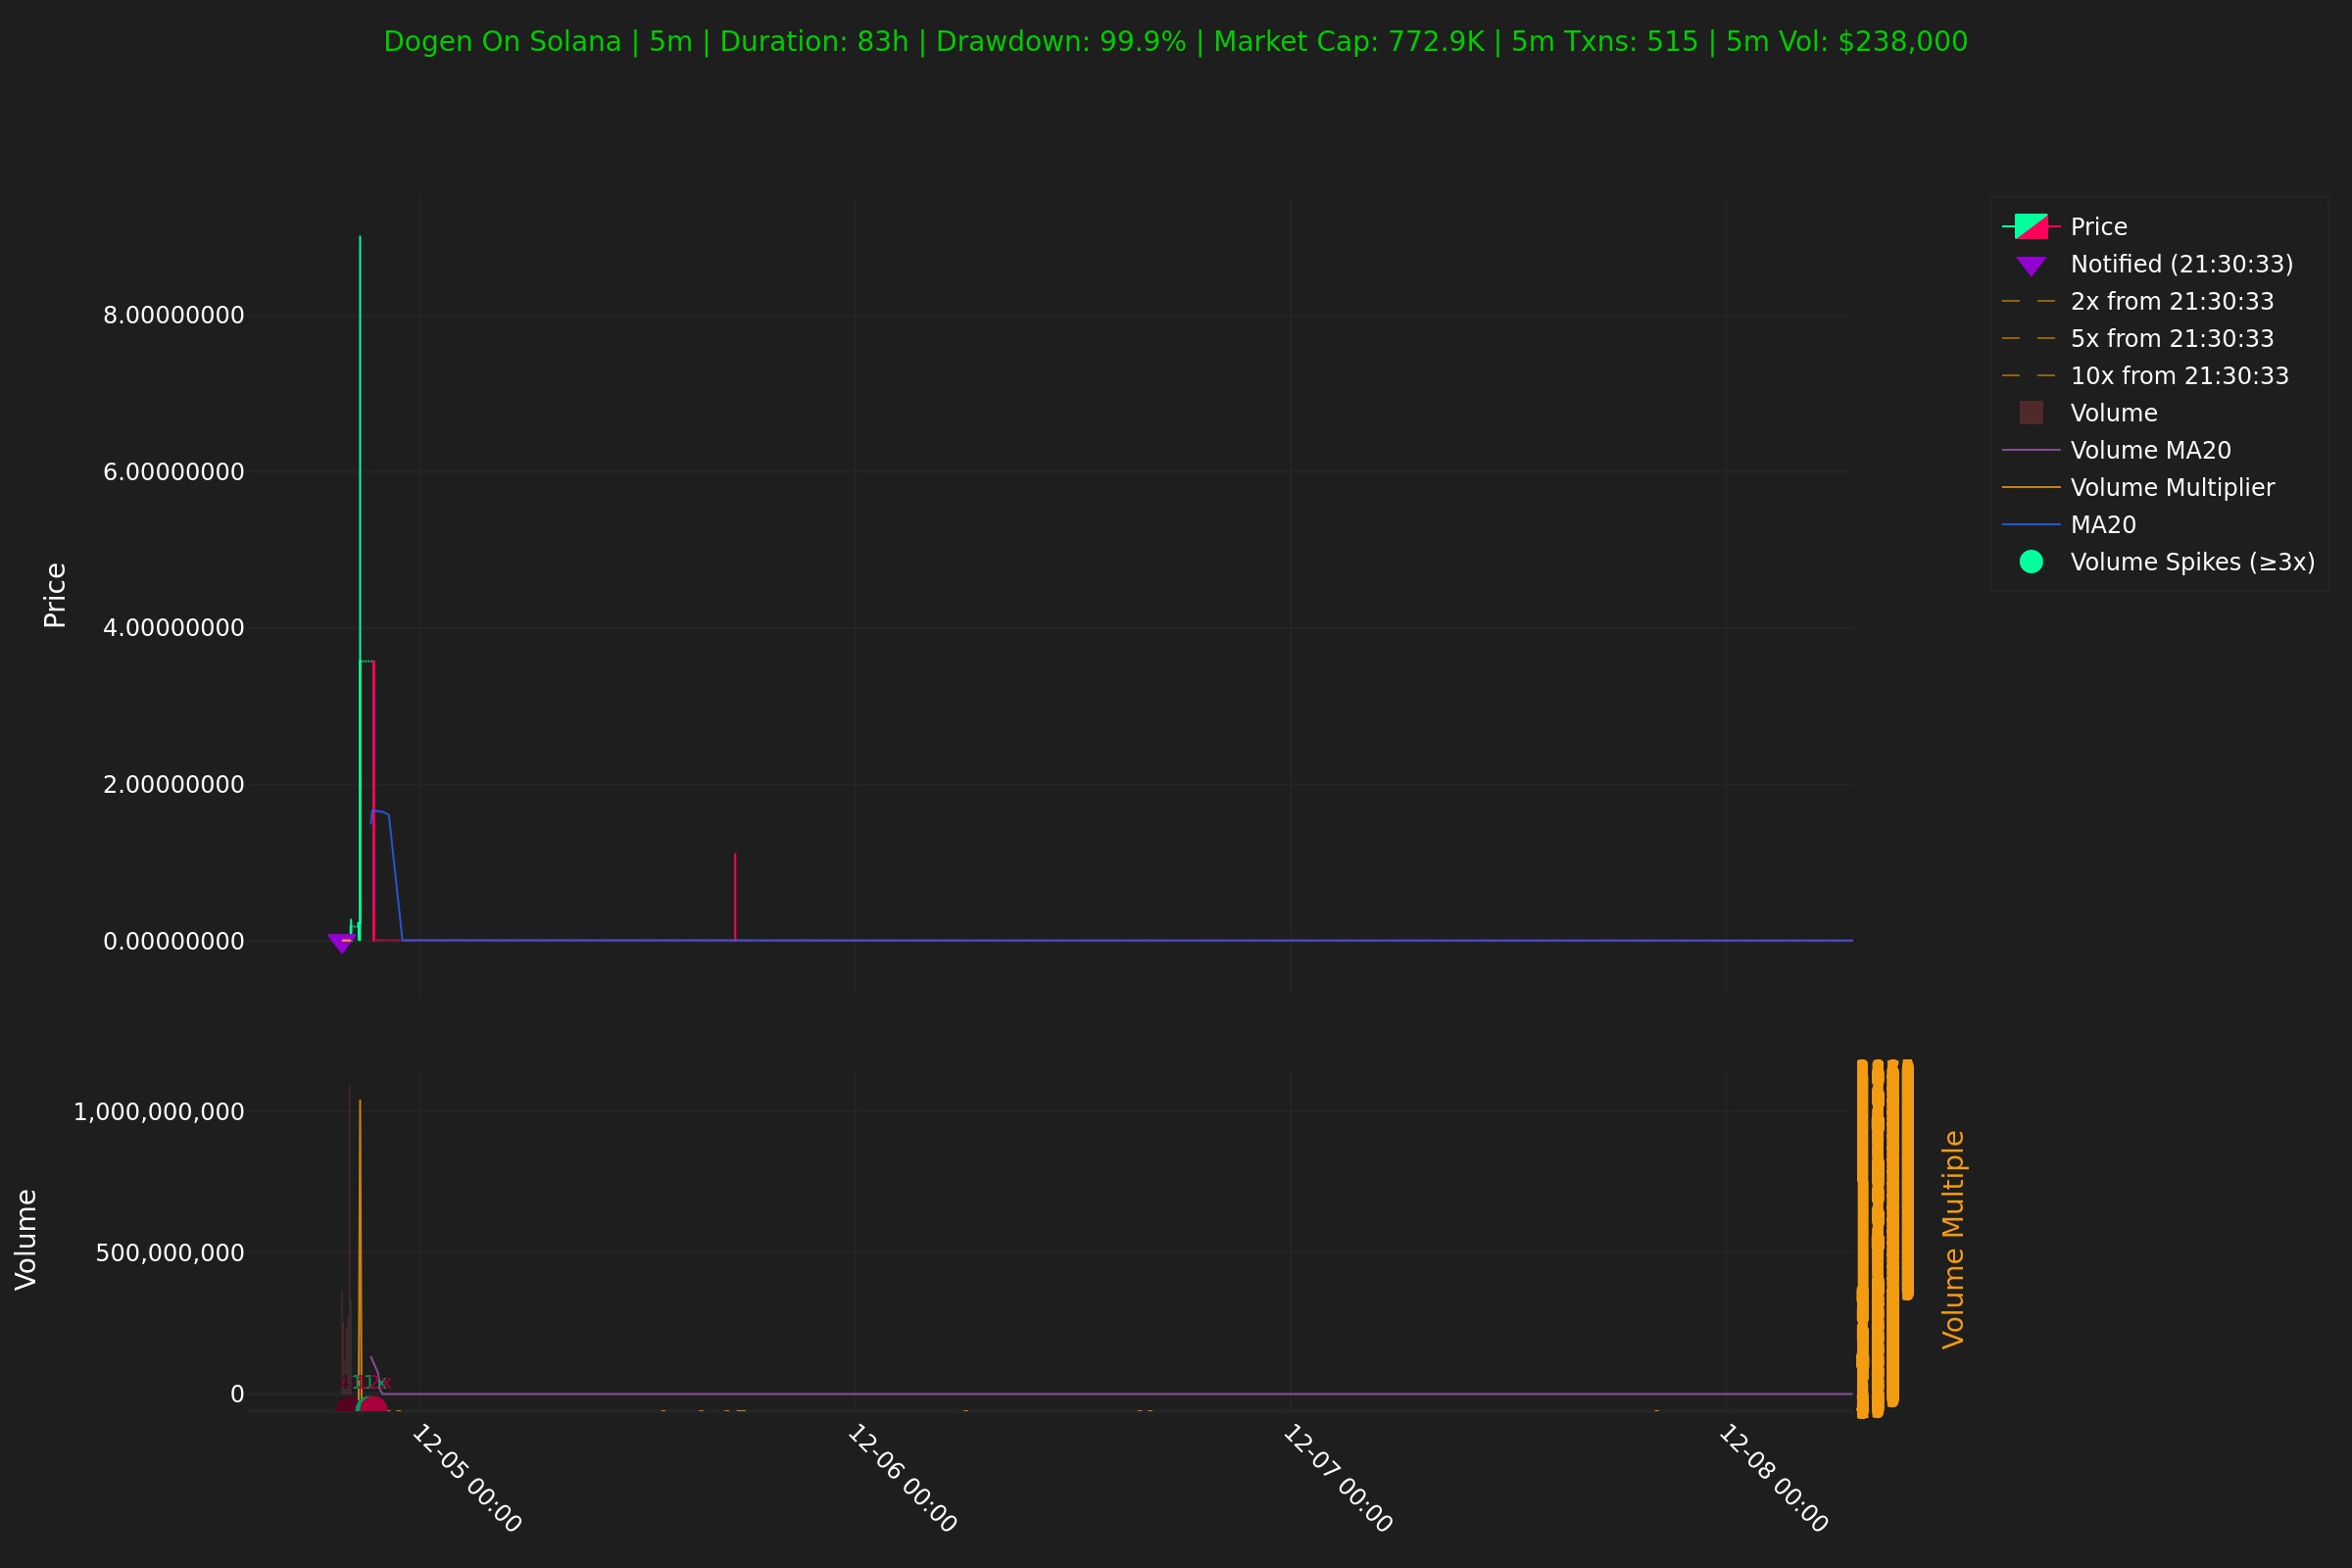 Dogen On Solana | 5m | Duration: 83h | Drawdown: 99.9% | Market Cap: 772.9K | 5m Txns: 515 | 5m Vol: $238,000
Price
8.00000000
6.00000000
4.00000000
2.00000000
0.00000000
Price
Notified (21:30:33)
2x from 21:30:33
5x from 21:30:33
10x from 21:30:33
Volume
Volume MA20
Volume Multiplier
MA20
Volume Spikes (≥3x)
Volume
1,000,000,000
500,000,000
0
Volume Multiple
12-05 00:00
12-06 00:00
12-07 00:00
12-08 00:00